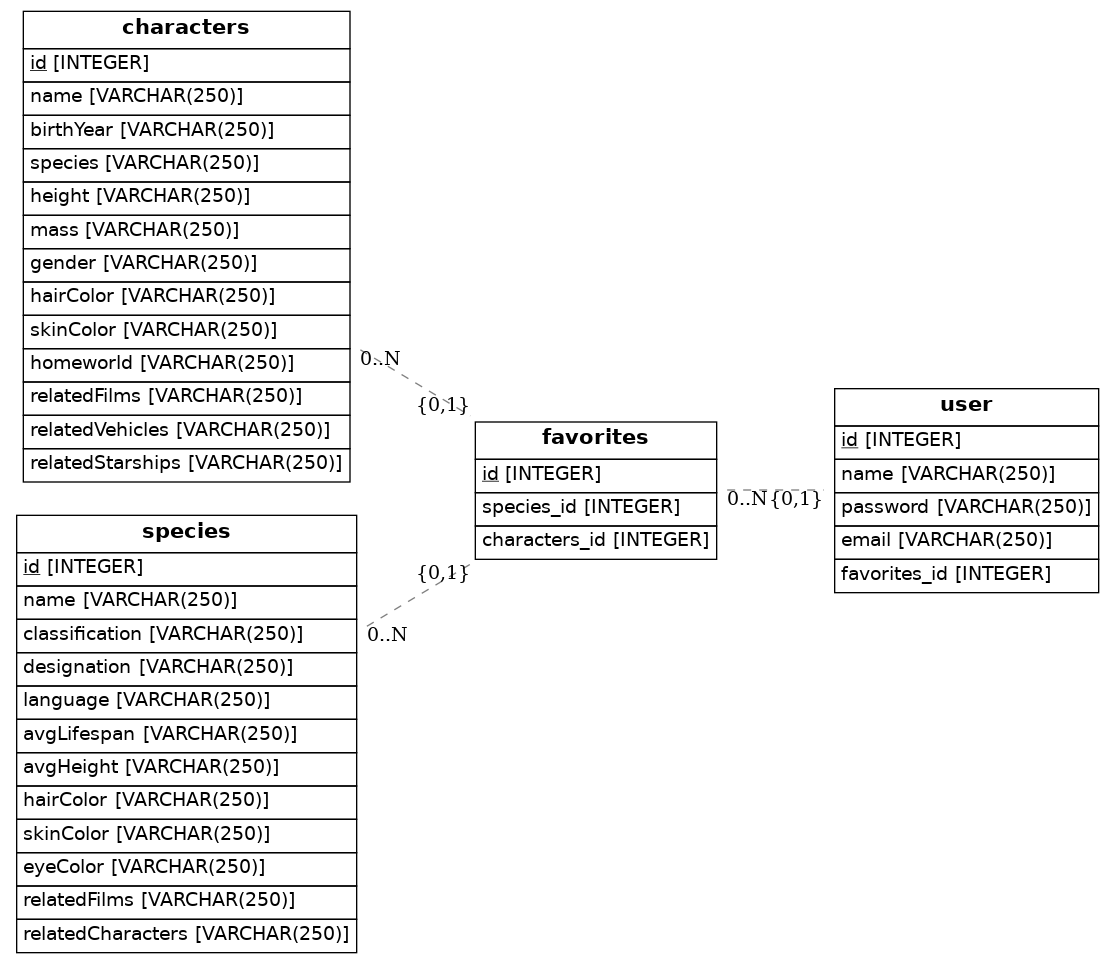 characters
id [INTEGER]
name [VARCHAR(250)]
birthYear [VARCHAR(250)]
species [VARCHAR(250)]
height [VARCHAR(250)]
mass [VARCHAR(250)]
gender [VARCHAR(250)]
hairColor [VARCHAR(250)]
skinColor [VARCHAR(250)]
homeworld [VARCHAR(250)]
relatedFilms [VARCHAR(250)]
relatedVehicles [VARCHAR(250)]
relatedStarships [VARCHAR(250)]
0..N
{0,1}
species
id [INTEGER]
name [VARCHAR(250)]
classification [VARCHAR(250)]
designation [VARCHAR(250)]
language [VARCHAR(250)]
avgLifespan [VARCHAR(250)]
avgHeight [VARCHAR(250)]
hairColor [VARCHAR(250)]
skinColor [VARCHAR(250)]
eyeColor [VARCHAR(250)]
relatedFilms [VARCHAR(250)]
relatedCharacters [VARCHAR(250)]
{0,1}
0..N
favorites
id [INTEGER]
species_id [INTEGER]
characters_id [INTEGER]
0..N {0,1}
user
id [INTEGER]
name [VARCHAR(250)]
password [VARCHAR(250)]
email [VARCHAR(250)]
favorites_id [INTEGER]